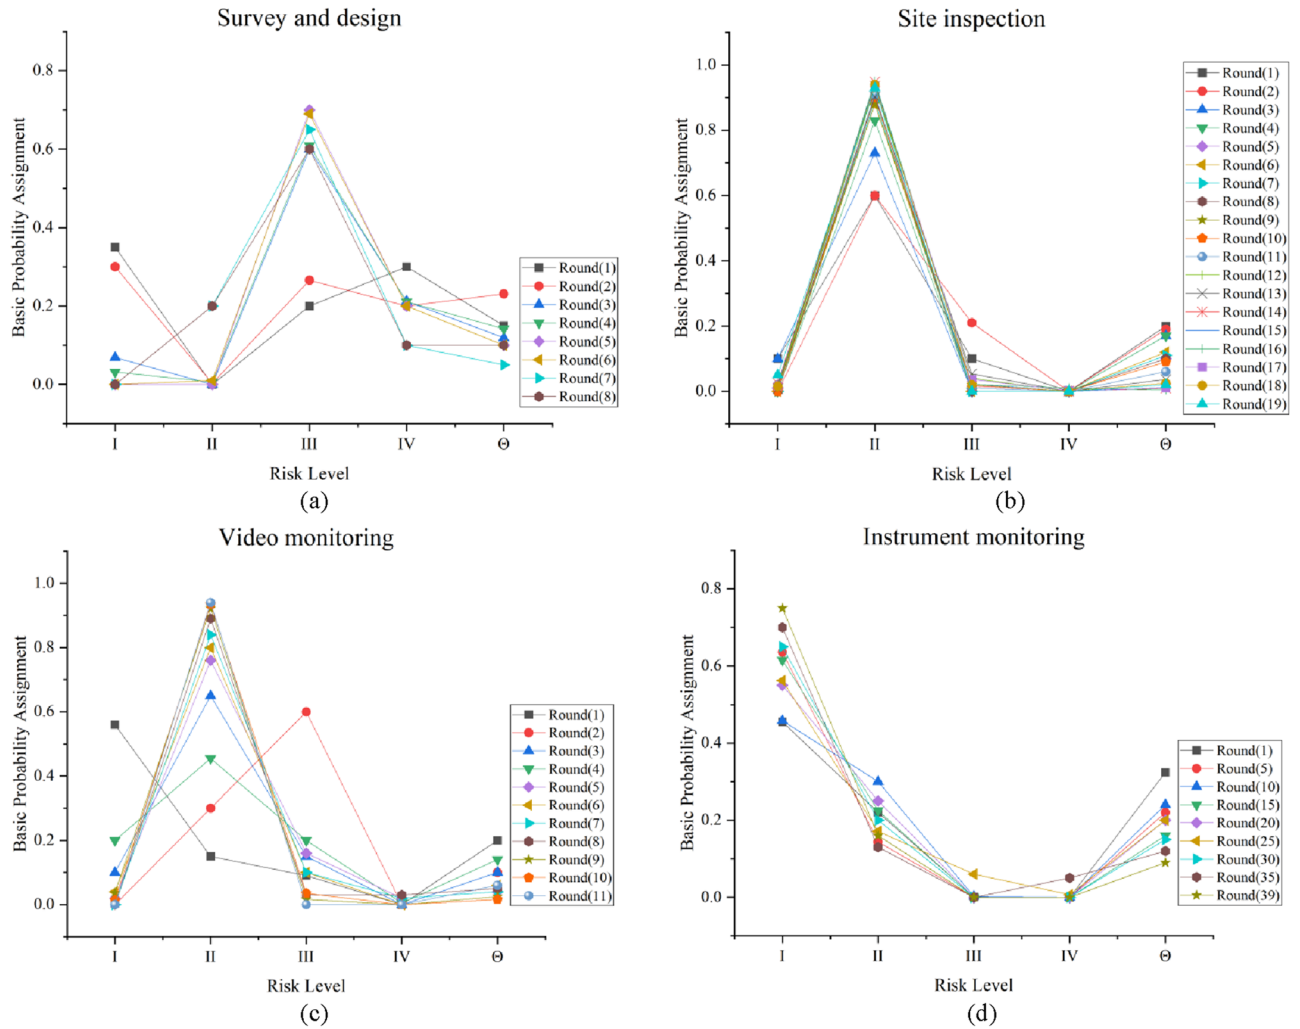 Survey and design
Basic Probability Assignment
0.8
0.6
0.4
0.2
0.0
I II III IV Θ
Risk Level
Round(1)
Round(2)
Round(3)
Round(4)
Round(5)
Round(6)
Round(7)
Round(8)
(a)
Site inspection
Basic Probability Assignment
1.0
0.8
0.6
0.4
0.2
0.0
I II III IV Θ
Risk Level
Round(1)
Round(2)
Round(3)
Round(4)
Round(5)
Round(6)
Round(7)
Round(8)
Round(9)
Round(10)
Round(11)
Round(12)
Round(13)
Round(14)
Round(15)
Round(16)
Round(17)
Round(18)
Round(19)
(b)
Video monitoring
Basic Probability Assignment
1.0
0.8
0.6
0.4
0.2
0.0
I II III IV Θ
Risk Level
Round(1)
Round(2)
Round(3)
Round(4)
Round(5)
Round(6)
Round(7)
Round(8)
Round(9)
Round(10)
Round(11)
(c)
Instrument monitoring
Basic Probability Assignment
0.8
0.6
0.4
0.2
0.0
I II III IV Θ
Risk Level
Round(1)
Round(5)
Round(10)
Round(15)
Round(20)
Round(25)
Round(30)
Round(35)
Round(39)
(d)